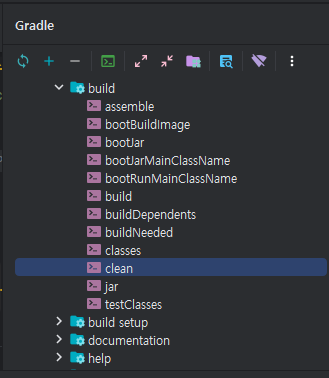 Gradle
build
assemble
bootBuildImage
bootJar
bootJarMainClassName
bootRunMainClassName
build
buildDependents
buildNeeded
classes
clean
jar
testClasses
build setup
documentation
help